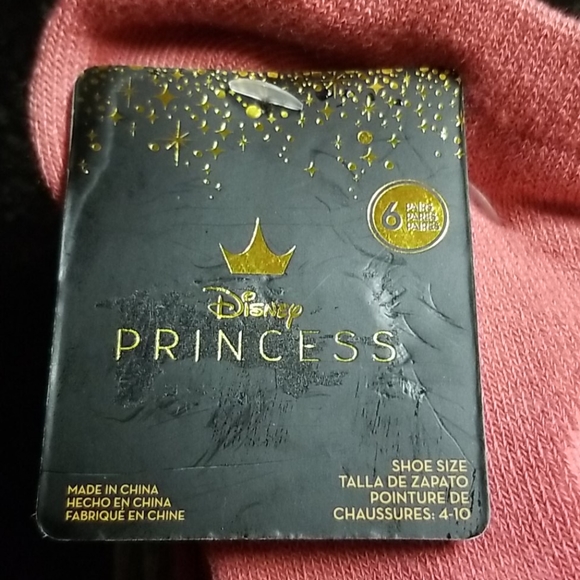 6 PAIRS
PARES
PAIRES
Disney
PRINCESS
MADE IN CHINA
HECHO EN CHINA
FABRIQUÉ EN CHINE
SHOE SIZE
TALLA DE ZAPATO
POINTURE DE
CHAUSSURES: 4-10